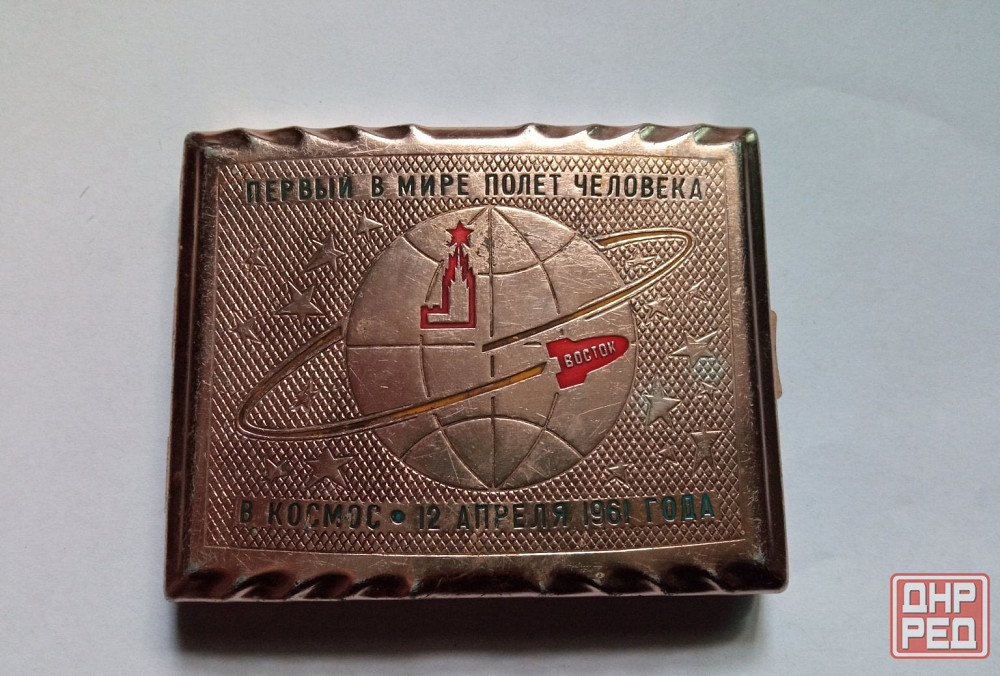 ПЕРВЫЙ В МИРЕ ПОЛЕТ ЧЕЛОВЕКА
ВОСТОК
В КОСМОС • 12 АПРЕЛЯ 1961 ГОДА
ДНР
РЕД